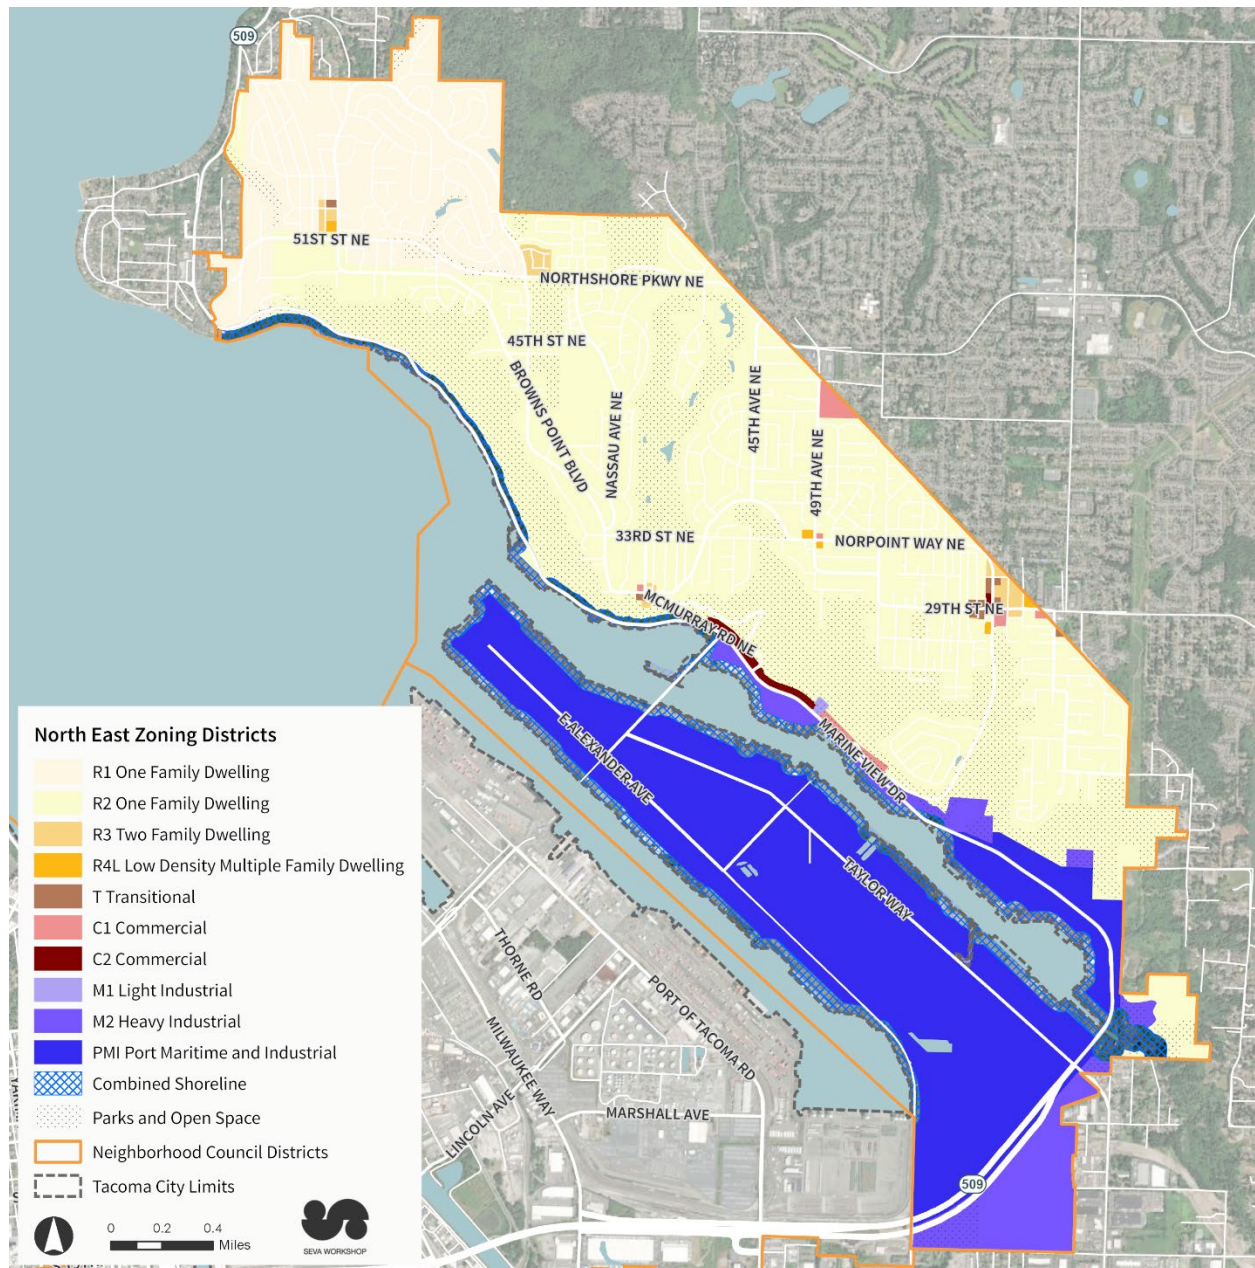 509
51ST ST NE
NORTHSHORE PKWY NE
45TH ST NE
BROWNS POINT BLVD
NASSAU AVE NE
45TH AVE NE
49TH AVE NE
33RD ST NE
NORPOINT WAY NE
MCMURRAY RD NE
29TH ST NE
E ALEXANDER AVE
MARINE VIEW DR
TAYLOR WAY
THORNE RD
PORT OF TACOMA RD
MILWAUKEE WAY
LINCOLN AVE
MARSHALL AVE
509
North East Zoning Districts
R1 One Family Dwelling
R2 One Family Dwelling
R3 Two Family Dwelling
R4L Low Density Multiple Family Dwelling
T Transitional
C1 Commercial
C2 Commercial
M1 Light Industrial
M2 Heavy Industrial
PMI Port Maritime and Industrial
Combined Shoreline
Parks and Open Space
Neighborhood Council Districts
Tacoma City Limits
0 0.2 0.4
Miles
SEVA WORKSHOP